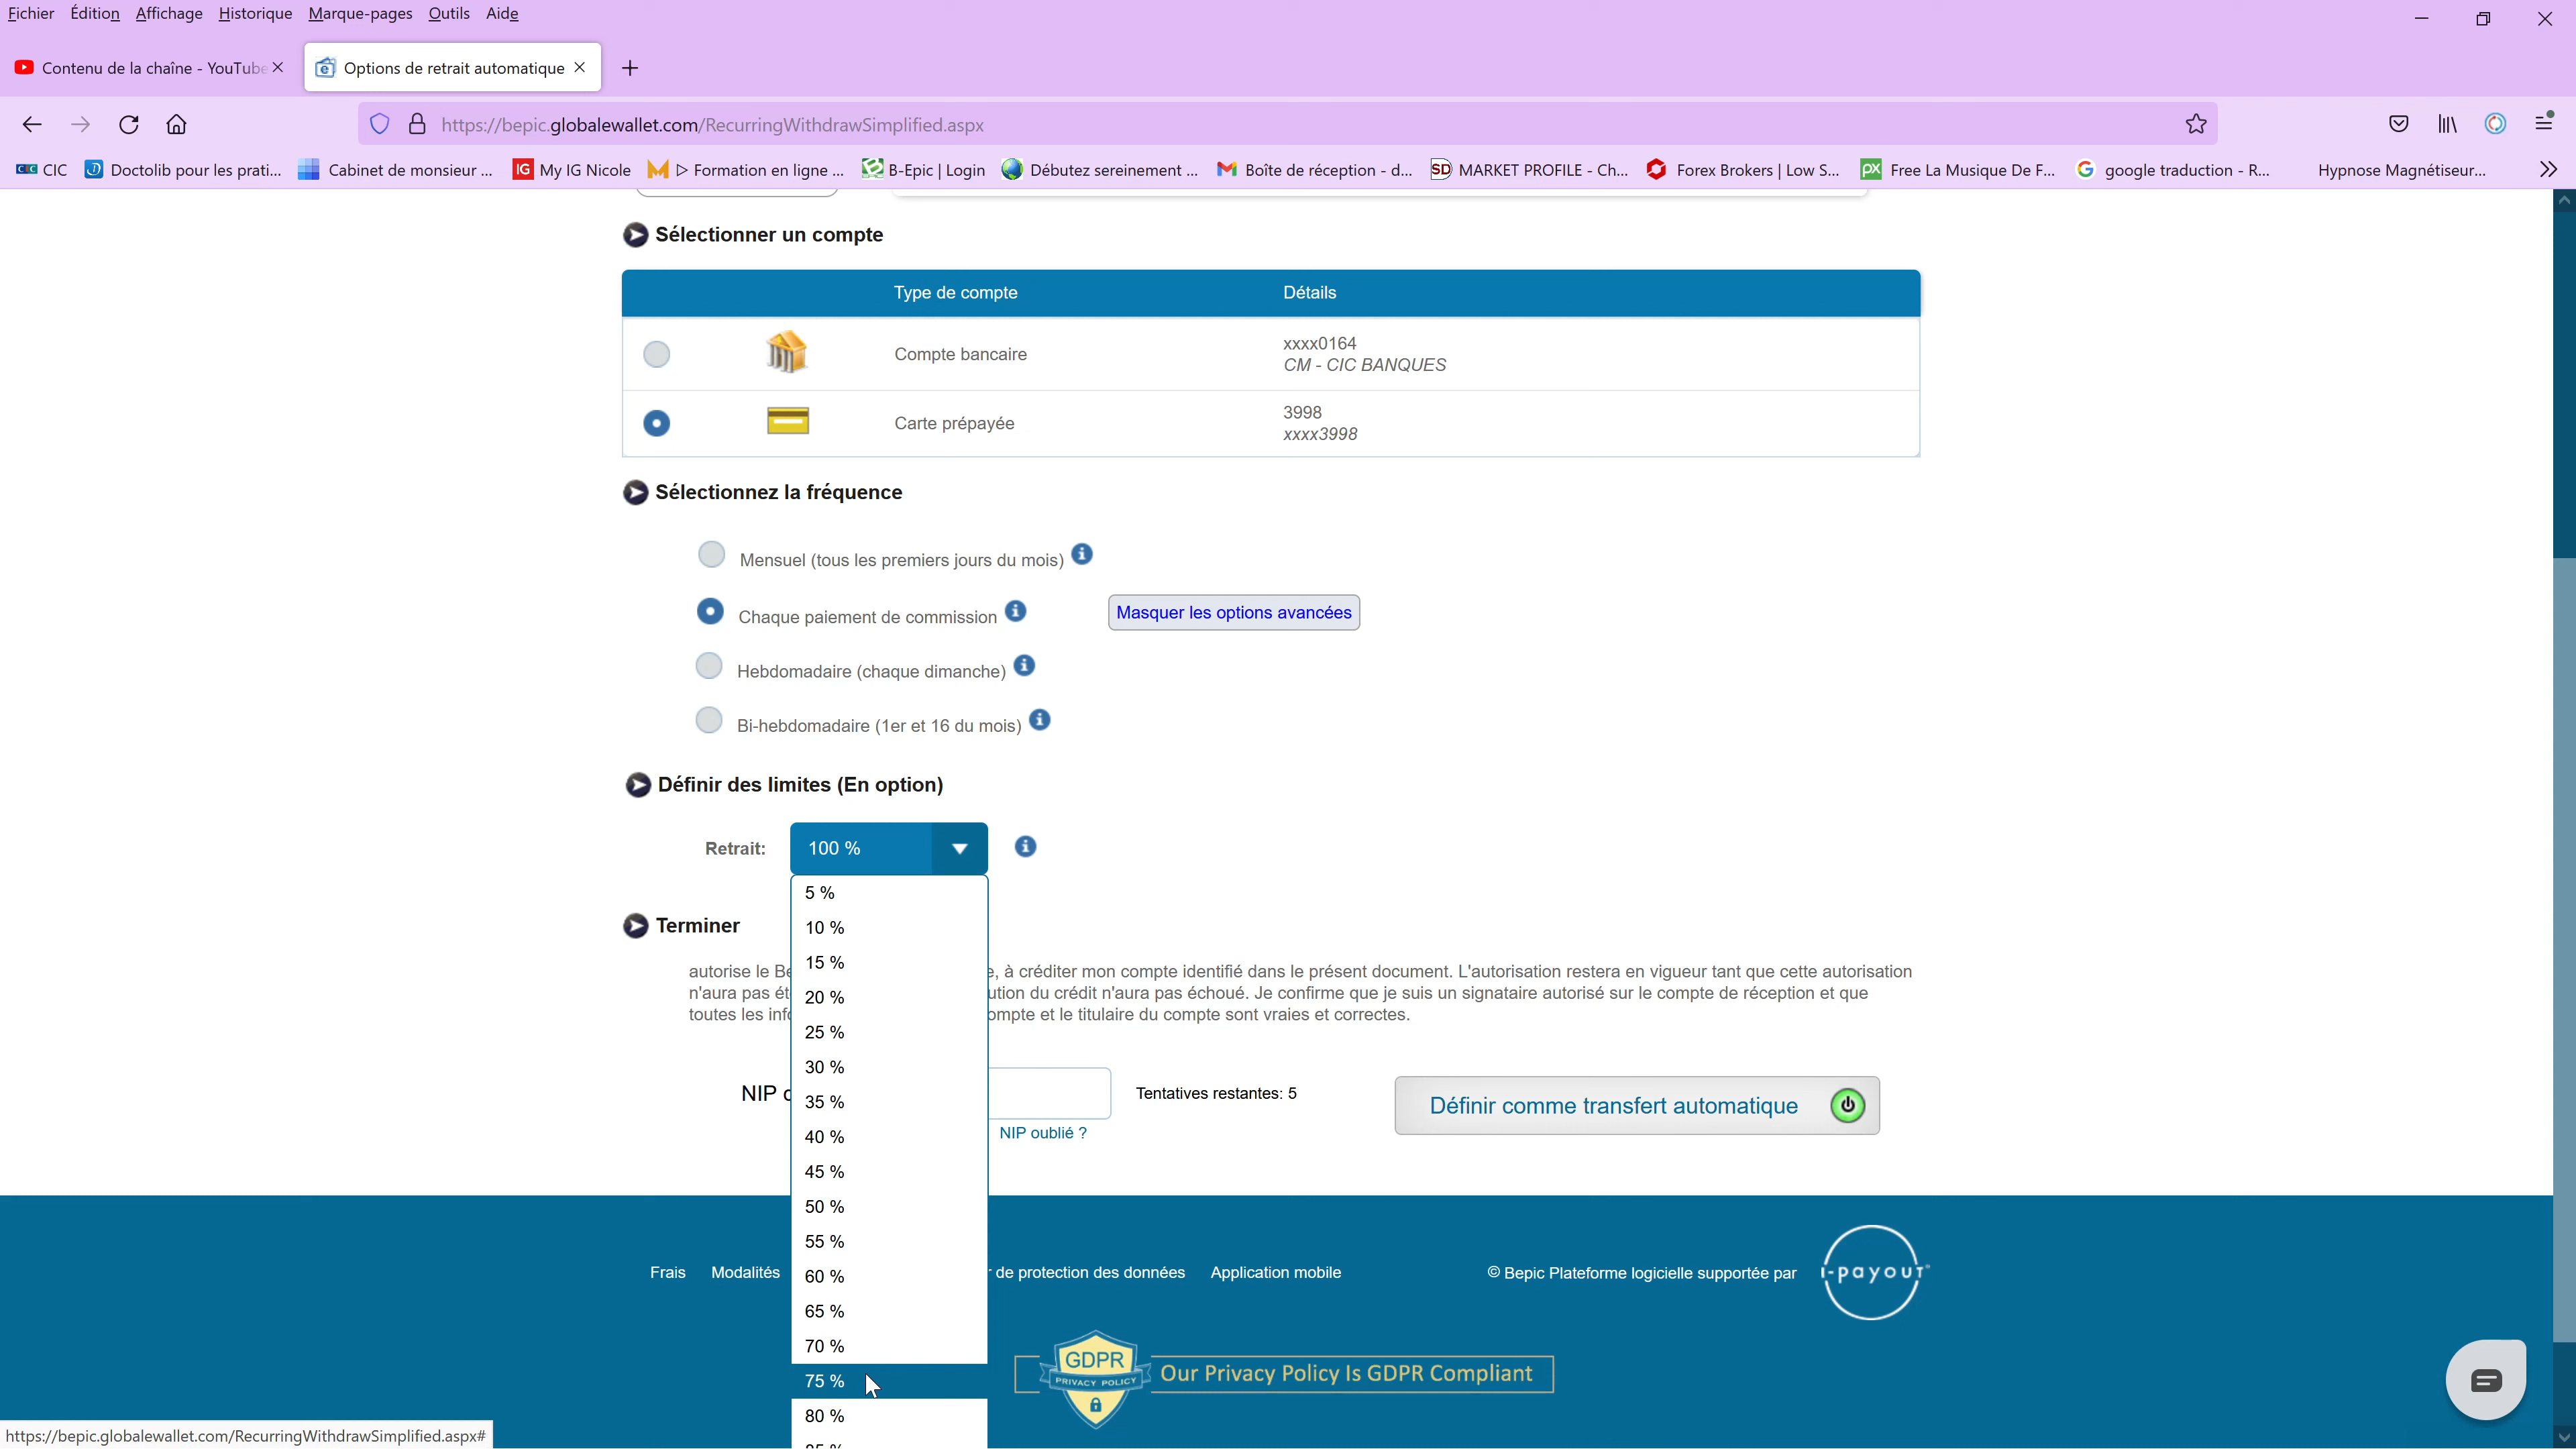 Fichier Édition Affichage Historique Marque-pages Outils Aide
Contenu de la chaîne - YouTube
Options de retrait automatique
https://bepic.globalewallet.com/RecurringWithdrawSimplified.aspx
CIC Doctolib pour les prati... Cabinet de monsieur ... IG My IG Nicole ▷ Formation en ligne ... B-Epic | Login Débutez sereinement ... Boîte de réception - d... SD MARKET PROFILE - Ch... Forex Brokers | Low S... px Free La Musique De F... google traduction - R... Hypnose Magnétiseur...
Sélectionner un compte
Type de compte Détails
Compte bancaire
xxxx0164
CM - CIC BANQUES
Carte prépayée
3998
xxxx3998
Sélectionnez la fréquence
Mensuel (tous les premiers jours du mois)
Chaque paiement de commission
Masquer les options avancées
Hebdomadaire (chaque dimanche)
Bi-hebdomadaire (1er et 16 du mois)
Définir des limites (En option)
Retrait: 100 %
5 %
10 %
15 %
20 %
25 %
30 %
35 %
40 %
45 %
50 %
55 %
60 %
65 %
70 %
75 %
80 %
Terminer
autorise le à créditer mon compte identifié dans le présent document. L'autorisation restera en vigueur tant que cette autorisation
n'aura pas du crédit n'aura pas échoué. Je confirme que je suis un signataire autorisé sur le compte de réception et que
toutes les et le titulaire du compte sont vraies et correctes.
NIP
Tentatives restantes: 5
Définir comme transfert automatique
NIP oublié ?
Frais Modalités de protection des données Application mobile
© Bepic Plateforme logicielle supportée par
i-payout
GDPR
PRIVACY POLICY
Our Privacy Policy Is GDPR Compliant
https://bepic.globalewallet.com/RecurringWithdrawSimplified.aspx#